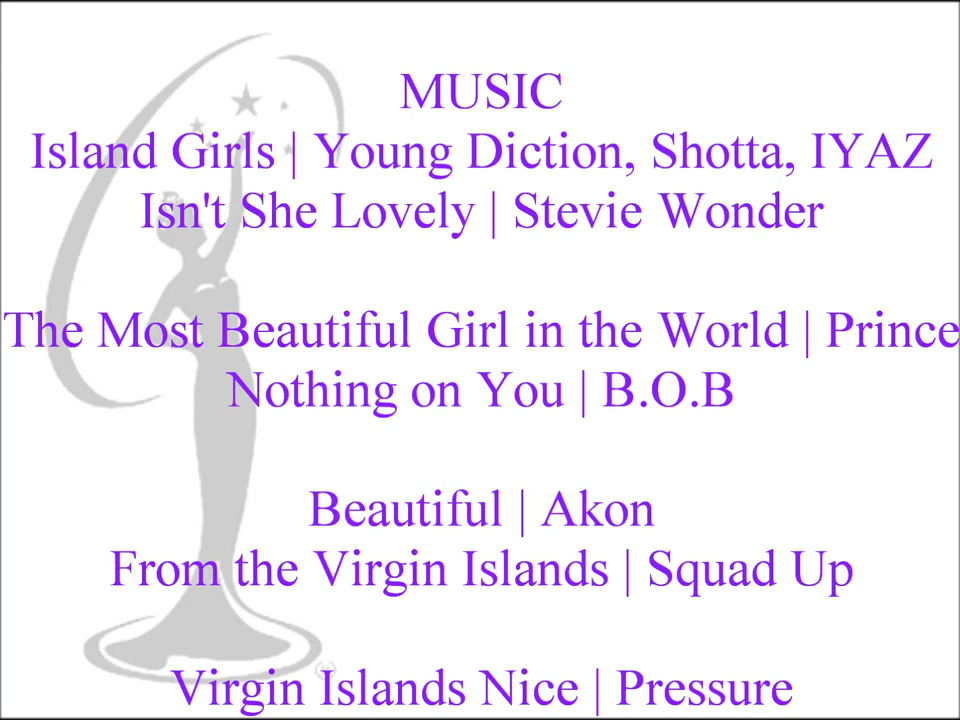 MUSIC
Island Girls | Young Diction, Shotta, IYAZ
Isn't She Lovely | Stevie Wonder
The Most Beautiful Girl in the World | Prince
Nothing on You | B.O.B
Beautiful | Akon
From the Virgin Islands | Squad Up
®
Virgin Islands Nice | Pressure